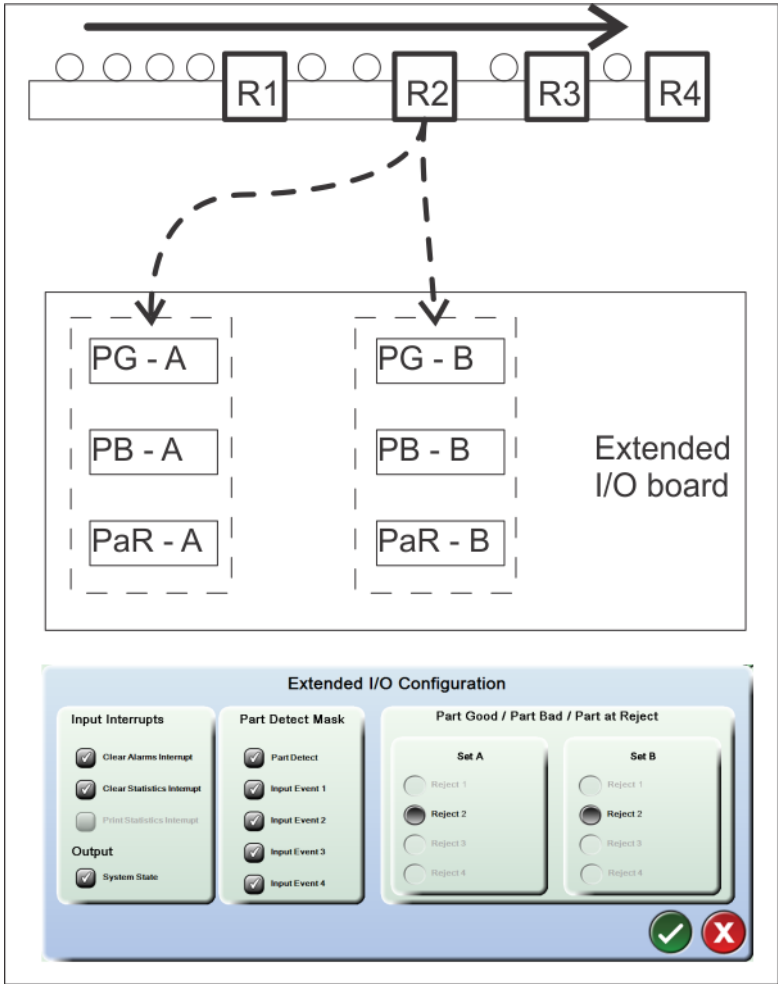 R1 R2 R3 R4
PG - A PG - B
PB - A PB - B
Extended
I/O board
PaR - A PaR - B
Extended I/O Configuration
Input Interrupts
Clear Alarms Interrupt
Clear Statistics Interrupt
Print Statistics Interrupt
Output
System State
Part Detect Mask
Part Detect
Input Event 1
Input Event 2
Input Event 3
Input Event 4
Part Good / Part Bad / Part at Reject
Set A
Reject 1
Reject 2
Reject 3
Reject 4
Set B
Reject 1
Reject 2
Reject 3
Reject 4